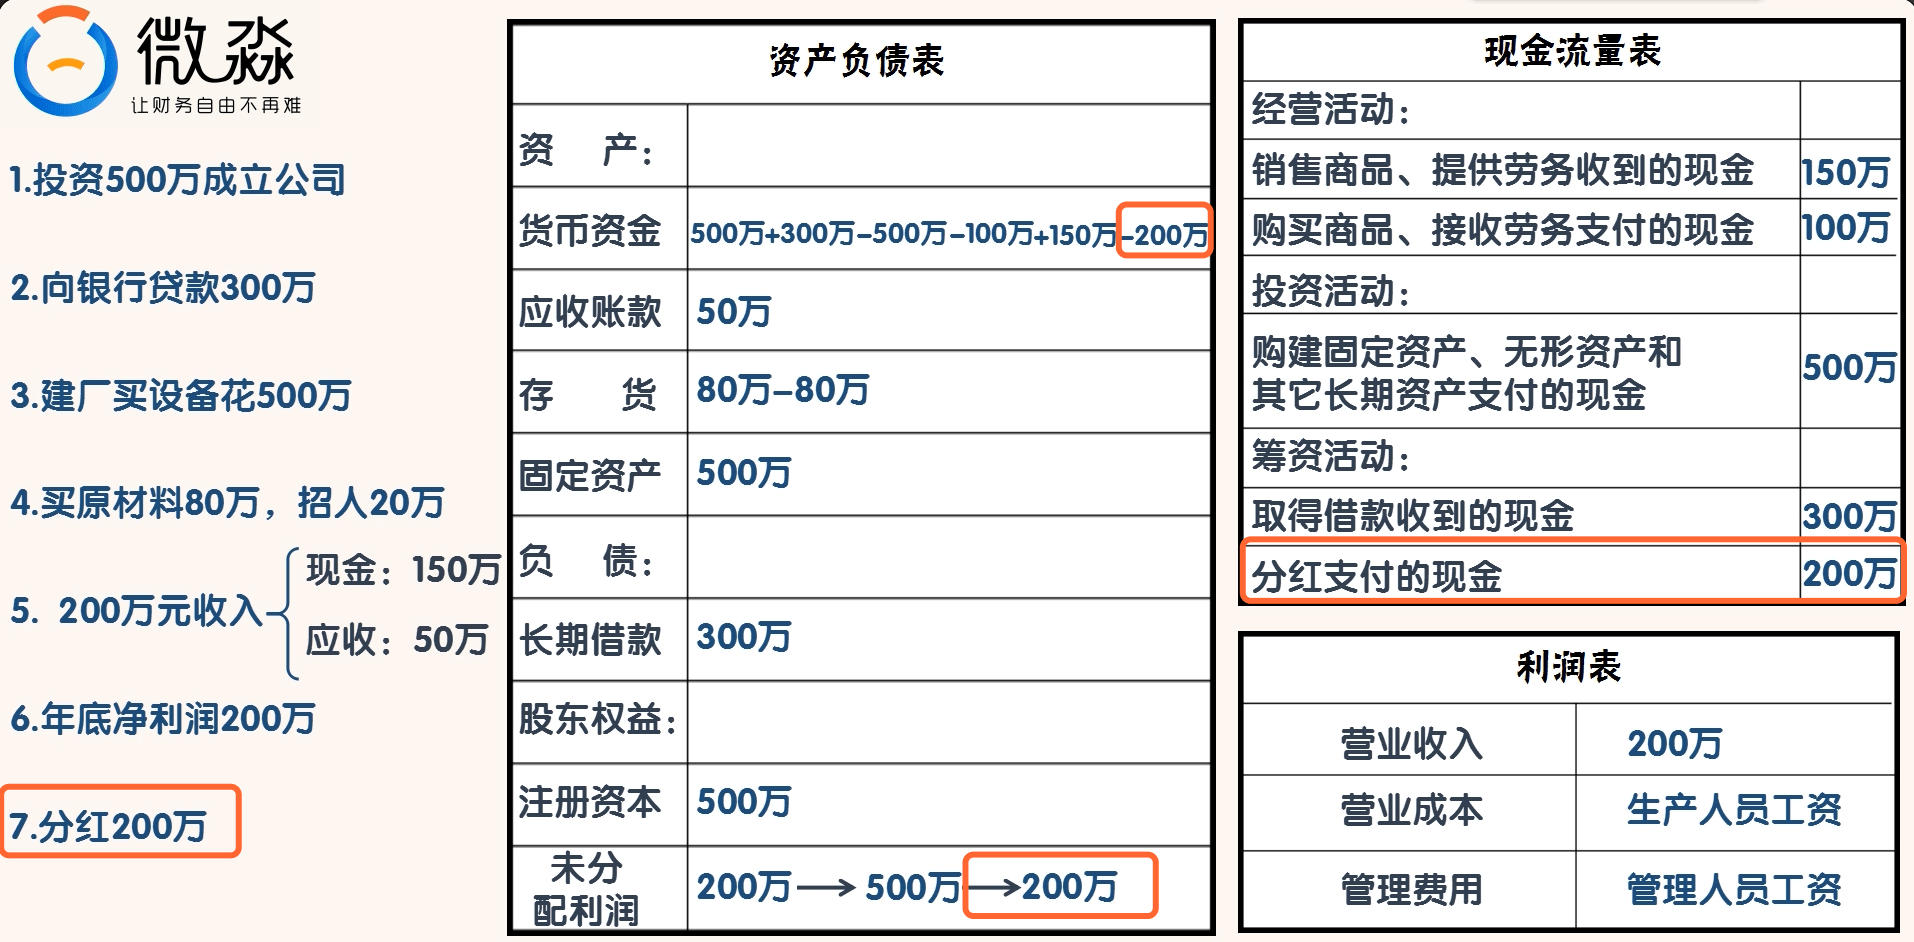 微淼
让财务自由不再难
1.投资500万成立公司
2.向银行贷款300万
3.建厂买设备花500万
4.买原材料80万，招人20万
5. 200万元收入
现金：150万
应收：50万
6.年底净利润200万
7.分红200万
资产负债表
资 产：
货币资金 500万+300万-500万-100万+150万-200万
应收账款 50万
存 货 80万-80万
固定资产 500万
负 债：
长期借款 300万
股东权益：
注册资本 500万
未分
配利润 200万→500万→200万
现金流量表
经营活动：
销售商品、提供劳务收到的现金 150万
购买商品、接收劳务支付的现金 100万
投资活动：
购建固定资产、无形资产和
其它长期资产支付的现金 500万
筹资活动：
取得借款收到的现金 300万
分红支付的现金 200万
利润表
营业收入 200万
营业成本 生产人员工资
管理费用 管理人员工资